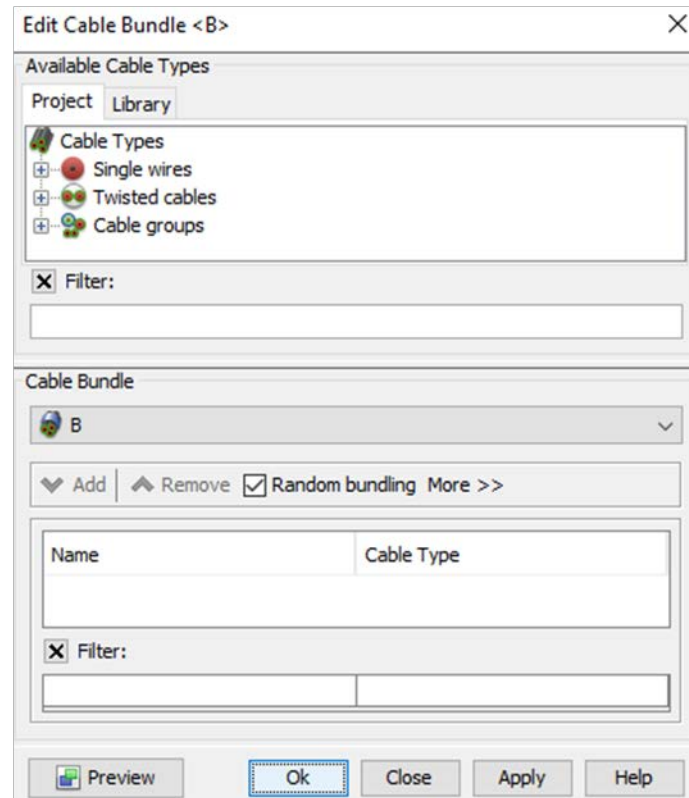 Edit Cable Bundle <B>
Available Cable Types
Project Library
Cable Types
Single wires
Twisted cables
Cable groups
Filter:
Cable Bundle
B
Add Remove Random bundling More >>
Name Cable Type
Filter:
Preview Ok Close Apply Help